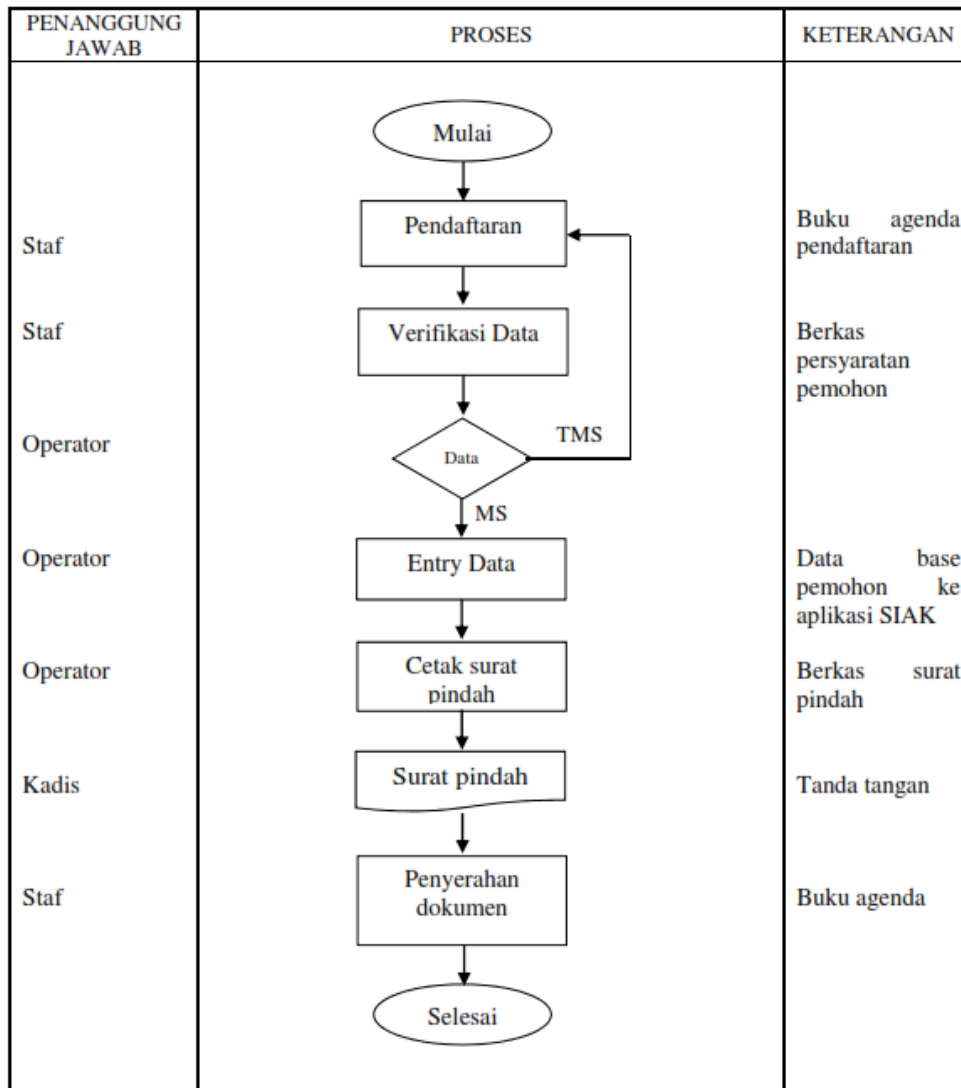 PENANGGUNG
JAWAB
PROSES
KETERANGAN
Mulai
Staf
Pendaftaran
Buku agenda
pendaftaran
Staf
Verifikasi Data
Berkas
persyaratan
pemohon
Operator
Data
TMS
MS
Operator
Entry Data
Data base
pemohon ke
aplikasi SIAK
Operator
Cetak surat
pindah
Berkas surat
pindah
Kadis
Surat pindah
Tanda tangan
Staf
Penyerahan
dokumen
Buku agenda
Selesai